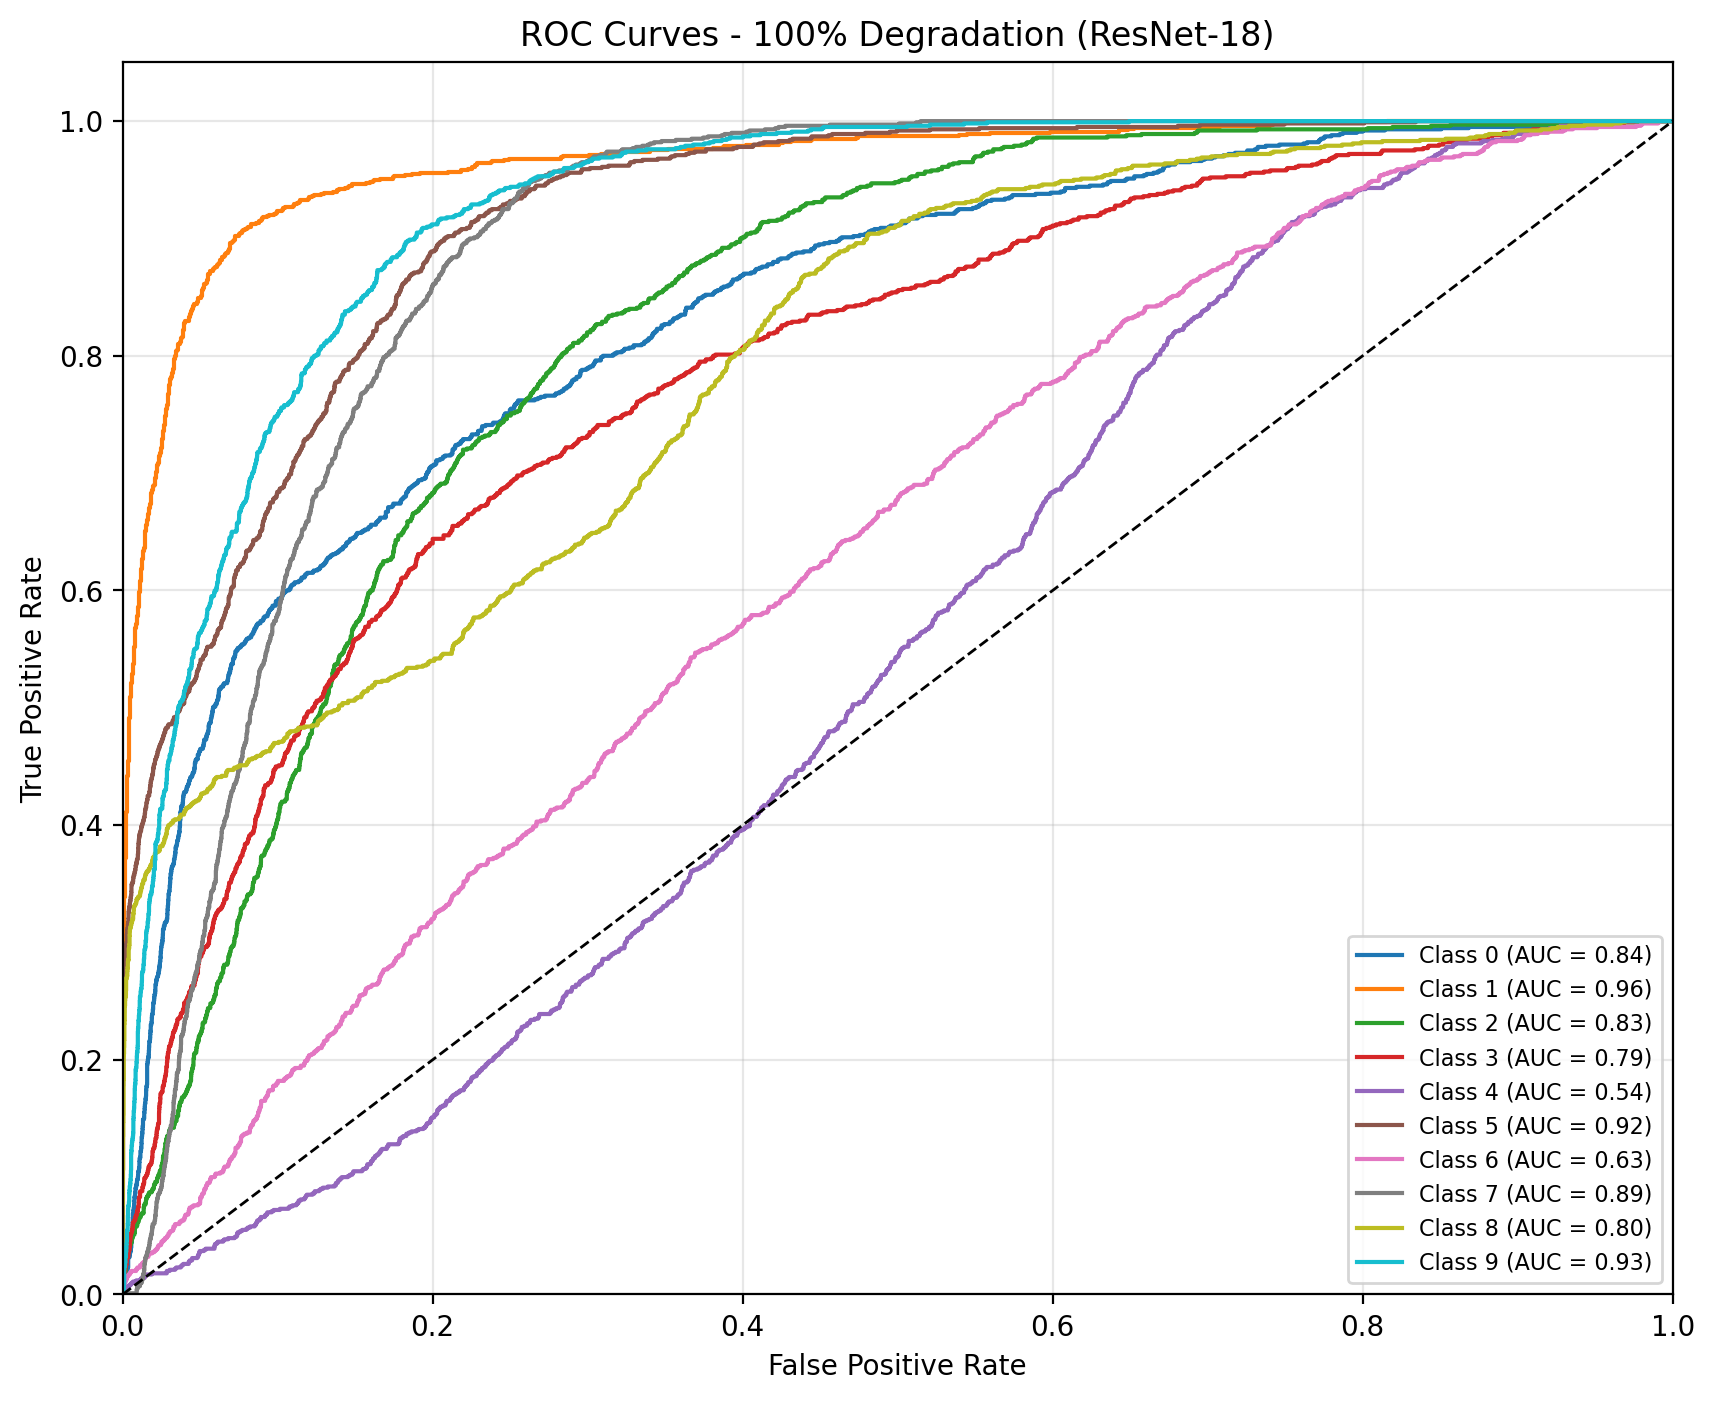 ROC Curves - 100% Degradation (ResNet-18)
True Positive Rate
1.0
0.8
0.6
0.4
0.2
0.0
0.0 0.2 0.4 0.6 0.8 1.0
False Positive Rate
Class 0 (AUC = 0.84)
Class 1 (AUC = 0.96)
Class 2 (AUC = 0.83)
Class 3 (AUC = 0.79)
Class 4 (AUC = 0.54)
Class 5 (AUC = 0.92)
Class 6 (AUC = 0.63)
Class 7 (AUC = 0.89)
Class 8 (AUC = 0.80)
Class 9 (AUC = 0.93)